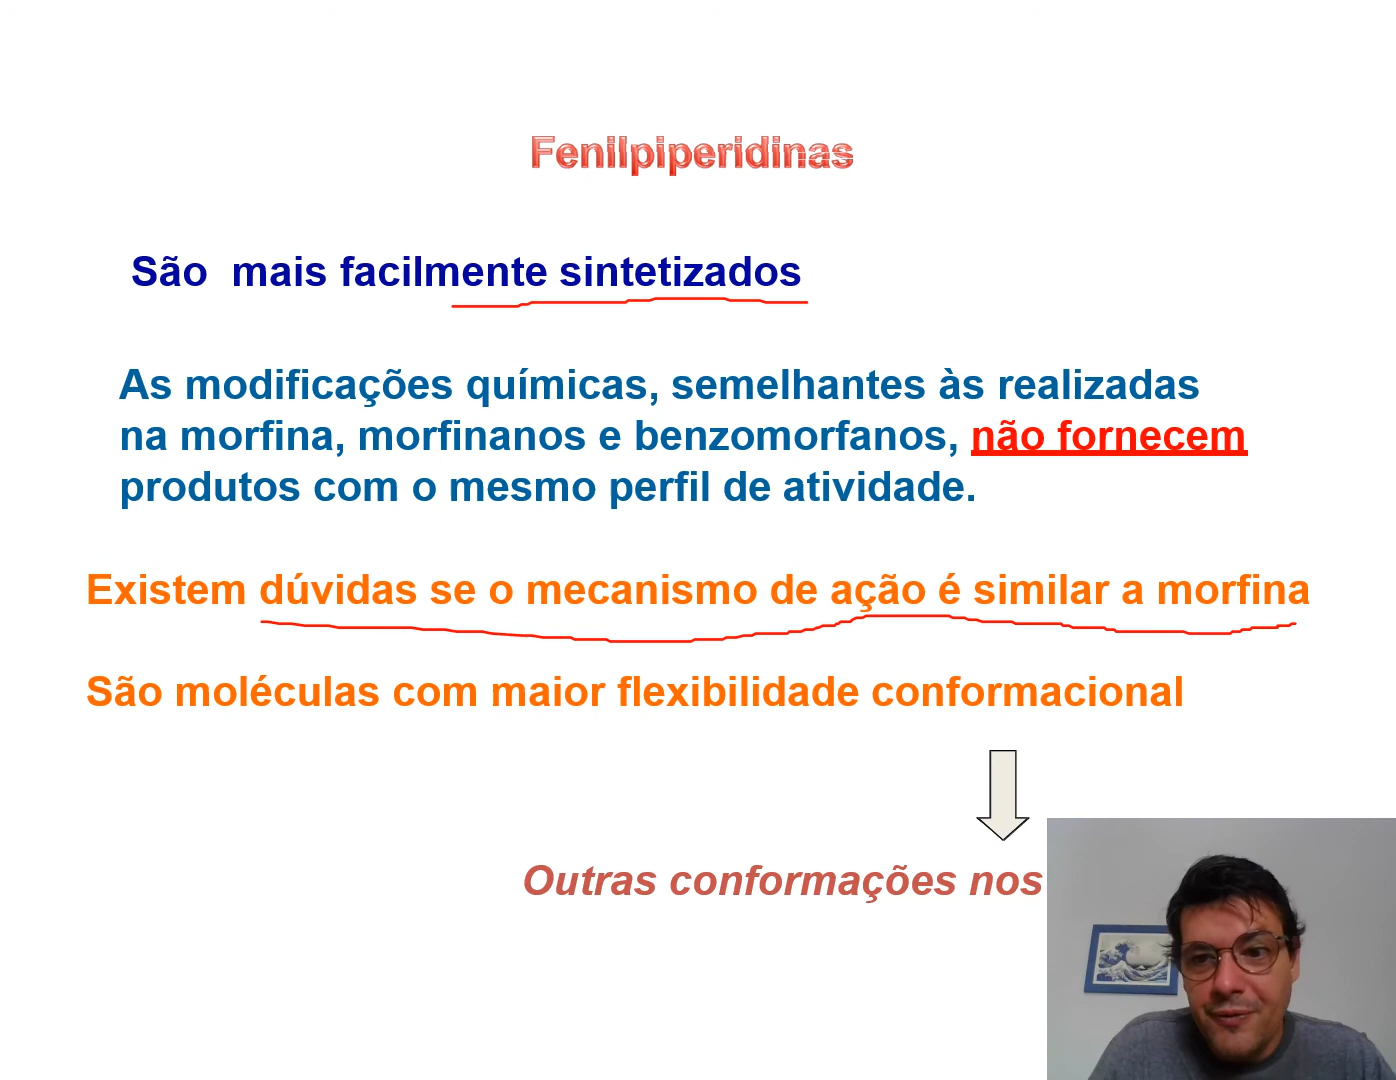 Fenilpiperidinas
São mais facilmente sintetizados
As modificações químicas, semelhantes às realizadas
na morfina, morfinanos e benzomorfanos, não fornecem
produtos com o mesmo perfil de atividade.
Existem dúvidas se o mecanismo de ação é similar a morfina
São moléculas com maior flexibilidade conformacional
Outras conformações nos